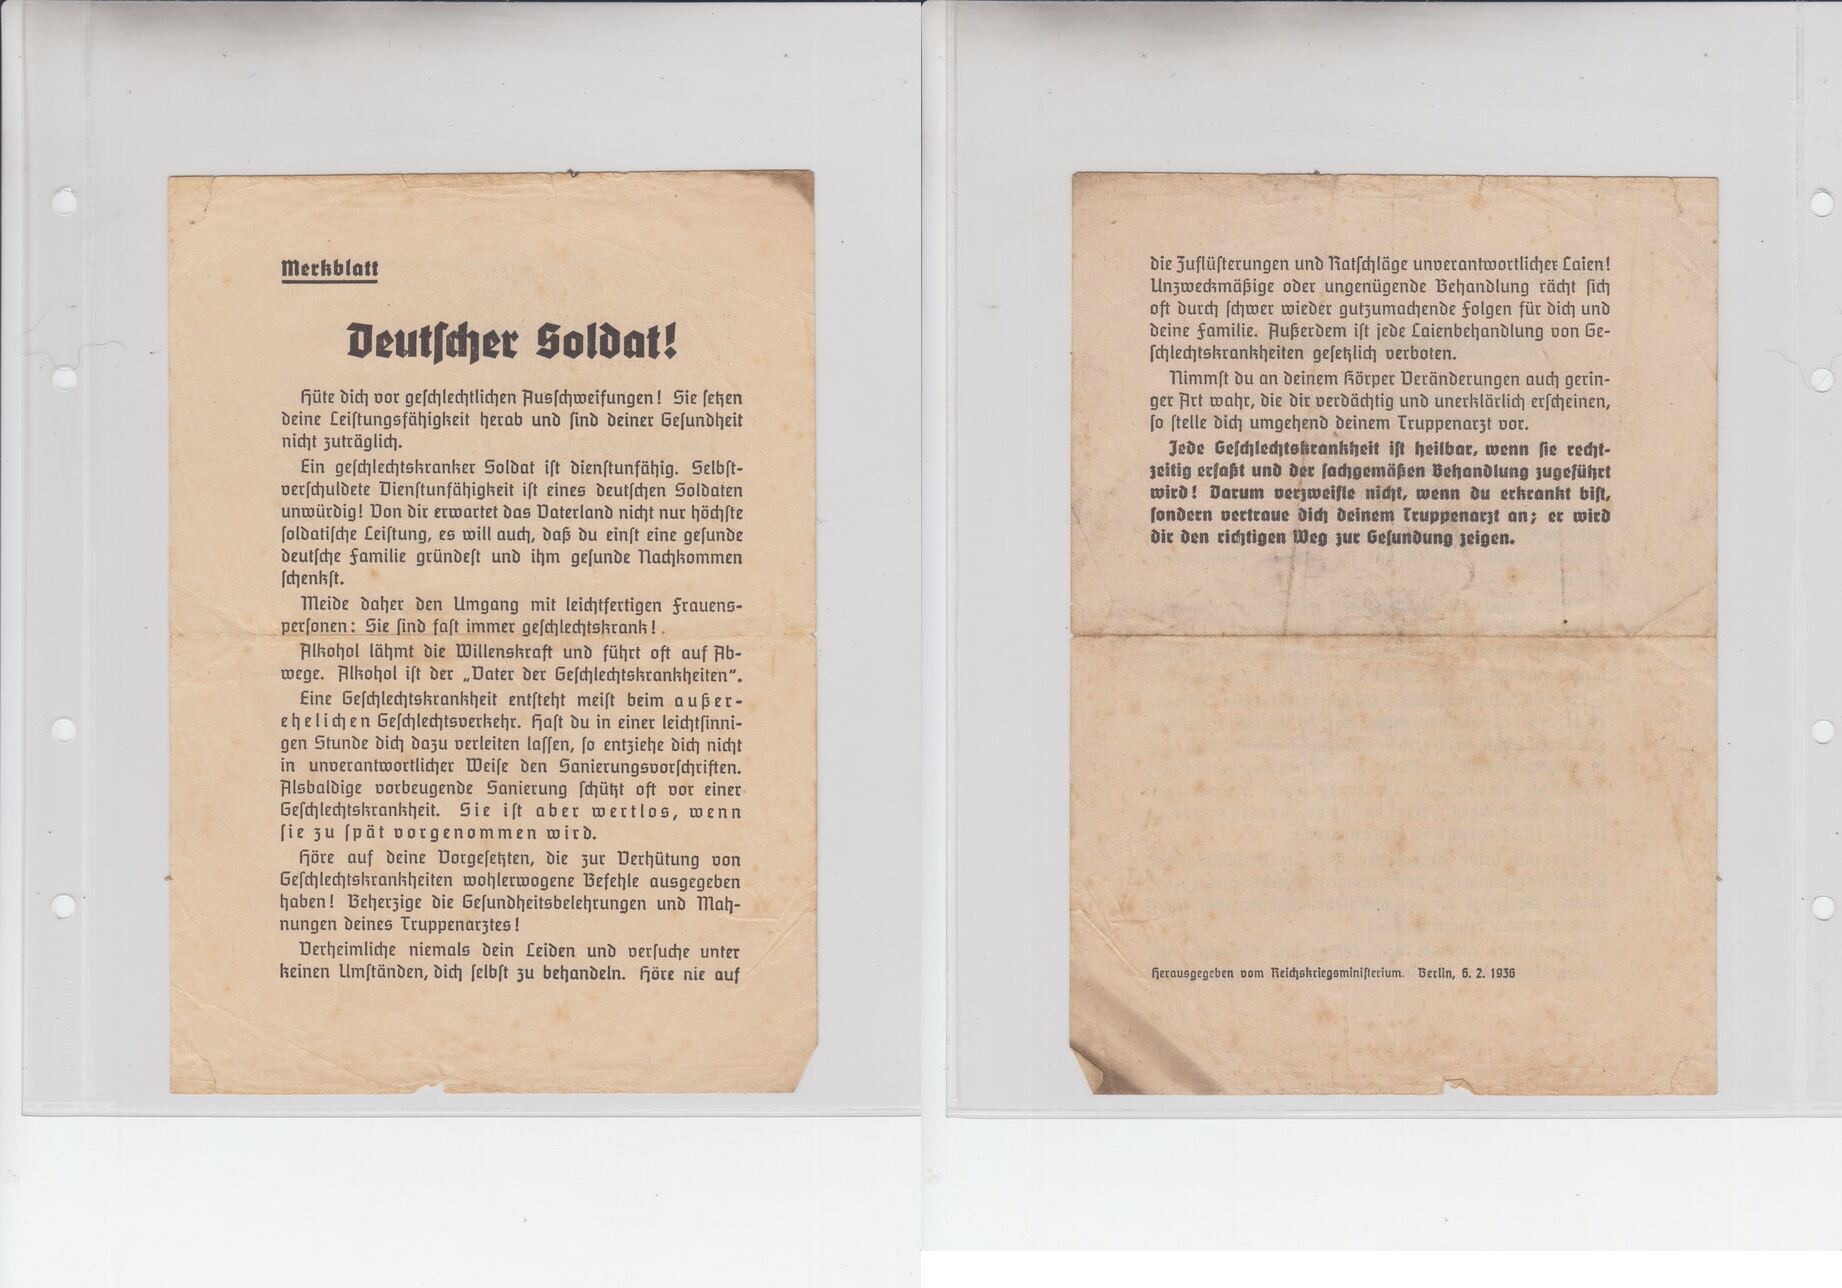 Merkblatt
Deutscher Soldat!
Hüte dich vor geschlechtlichen Ausschweifungen! Sie setzen
deine Leistungsfähigkeit herab und sind deiner Gesundheit
nicht zuträglich.
Ein geschlechtskranker Soldat ist dienstunfähig. Selbst-
verschuldete Dienstunfähigkeit ist eines deutschen Soldaten
unwürdig! Von dir erwartet das Vaterland nicht nur höchste
soldatische Leistung, es will auch, daß du einst eine gesunde
deutsche Familie gründest und ihm gesunde Nachkommen
schenkst.
Meide daher den Umgang mit leichtfertigen Frauens-
personen: Sie sind fast immer geschlechtskrank!
Alkohol lähmt die Willenskraft und führt oft auf Ab-
wege. Alkohol ist der „Vater der Geschlechtskrankheiten“.
Eine Geschlechtskrankheit entsteht meist beim außer-
ehelichen Geschlechtsverkehr. Hast du in einer leichtsinni-
gen Stunde dich dazu verleiten lassen, so entziehe dich nicht
in unverantwortlicher Weise den Sanierungsvorschriften.
Alsbaldige vorbeugende Sanierung schützt oft vor einer
Geschlechtskrankheit. Sie ist aber wertlos, wenn
sie zu spät vorgenommen wird.
Höre auf deine Vorgesetzten, die zur Verhütung von
Geschlechtskrankheiten wohlerwogene Befehle ausgegeben
haben! Beherzige die Gesundheitsbelehrungen und Mah-
nungen deines Truppenarztes!
Verheimliche niemals dein Leiden und versuche unter
keinen Umständen, dich selbst zu behandeln. Höre nie auf
die Zuflüsterungen und Ratschläge unverantwortlicher Laien!
Unzweckmäßige oder ungenügende Behandlung rächt sich
oft durch schwer wieder gutzumachende Folgen für dich und
deine Familie. Außerdem ist jede Laienbehandlung von Ge-
schlechtskrankheiten gesetzlich verboten.
Nimmst du an deinem Körper Veränderungen auch gerin-
ger Art wahr, die dir verdächtig und unerklärlich erscheinen,
so stelle dich umgehend deinem Truppenarzt vor.
Jede Geschlechtskrankheit ist heilbar, wenn sie recht-
zeitig erfaßt und der sachgemäßen Behandlung zugeführt
wird! Darum verzweifle nicht, wenn du erkrankt bist,
sondern vertraue dich deinem Truppenarzt an; er wird
dir den richtigen Weg zur Gesundung zeigen.
Herausgegeben vom Reichskriegsministerium. Berlin, 6. 2. 1936